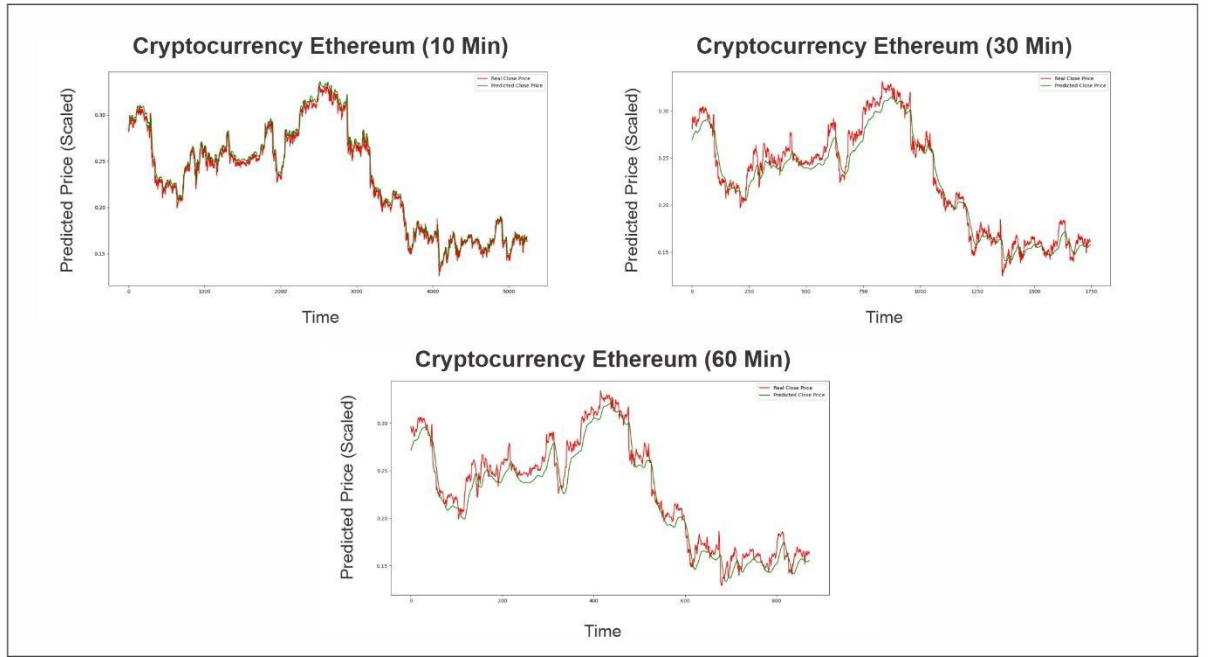 Cryptocurrency Ethereum (10 Min)
Predicted Price (Scaled)
Real Close Price
Predicted Close Price
0.30
0.25
0.20
0.15
0 1000 2000 3000 4000 5000
Time
Cryptocurrency Ethereum (30 Min)
Predicted Price (Scaled)
Real Close Price
Predicted Close Price
0.30
0.25
0.20
0.15
0 250 500 750 1000 1250 1500 1750
Time
Cryptocurrency Ethereum (60 Min)
Predicted Price (Scaled)
Real Close Price
Predicted Close Price
0.30
0.25
0.20
0.15
0 200 400 600 800
Time